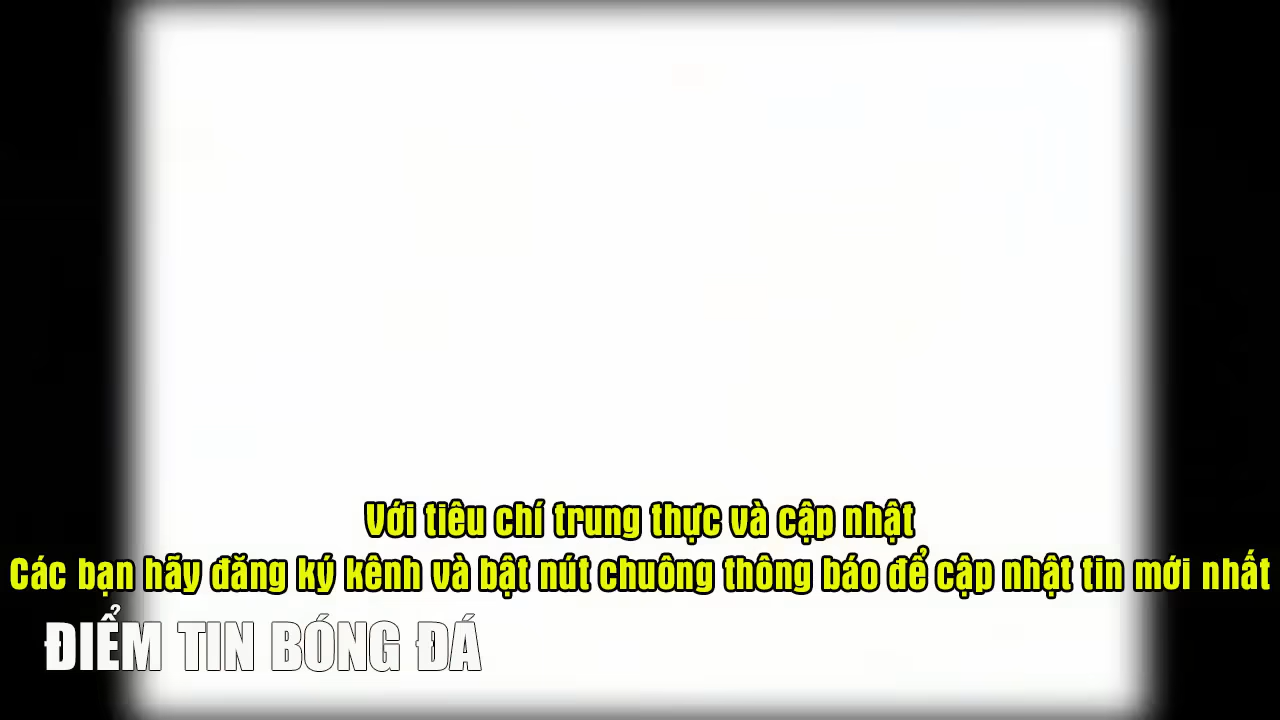 Với tiêu chí trung thực và cập nhật
Các bạn hãy đăng ký kênh và bật nút chuông thông báo để cập nhật tin mới nhất
ĐIỂM TIN BÓNG ĐÁ